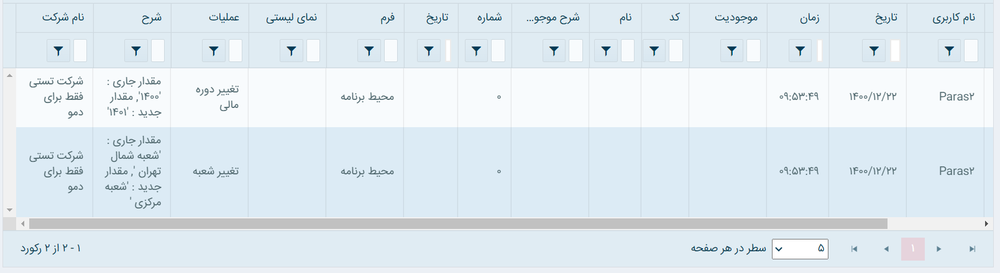 نام کاربری
تاریخ
زمان
موجودیت
کد
نام
شرح موجو...
شماره
تاریخ
فرم
نمای لیستی
عملیات
شرح
نام شرکت
Paras۲
۱۴۰۰/۱۲/۲۲
۰۹:۵۳:۴۹
۰
محیط برنامه
تغییر دوره
مالی
مقدار جاری :
'۱۴۰۰', مقدار
جدید : '۱۴۰۱'
شرکت تستی
فقط برای
دمو
Paras۲
۱۴۰۰/۱۲/۲۲
۰۹:۵۳:۴۹
۰
محیط برنامه
تغییر شعبه
مقدار جاری :
'شعبه شمال
تهران ', مقدار
جدید : 'شعبه
مرکزی '
شرکت تستی
فقط برای
دمو
۱
۵
سطر در هر صفحه
۱ - ۲ از ۲ رکورد